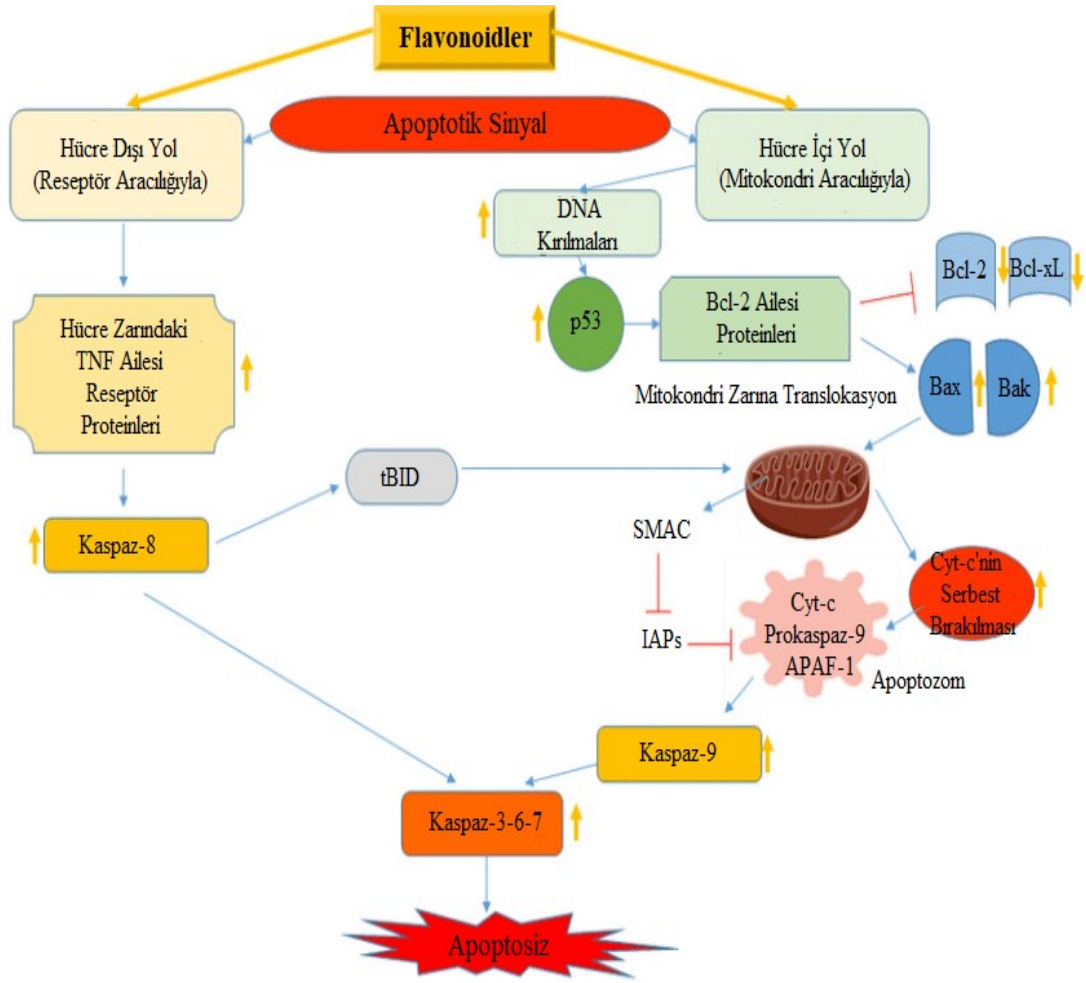 Flavonoidler
Apoptotik Sinyal
Hücre Dışı Yol
(Reseptör Aracılığıyla)
Hücre İçi Yol
(Mitokondri Aracılığıyla)
DNA
Kırılmaları
Bcl-2
Bcl-xL
p53
Bcl-2 Ailesi
Proteinleri
Hücre Zarındaki
TNF Ailesi
Reseptör
Proteinleri
Mitokondri Zarına Translokasyon
Bax
Bak
tBID
Kaspaz-8
SMAC
Cyt-c'nin
Serbest
Bırakılması
IAPs
Cyt-c
Prokaspaz-9
APAF-1
Apoptozom
Kaspaz-9
Kaspaz-3-6-7
Apoptosiz